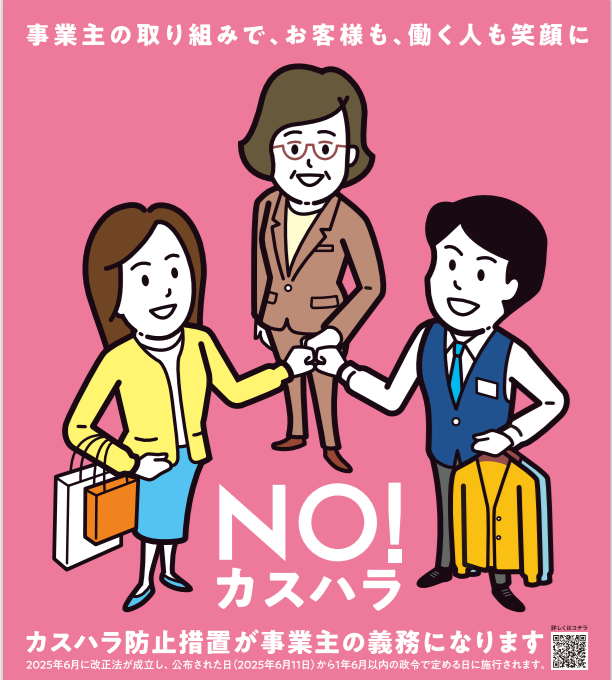 事業主の取り組みで、お客様も、働く人も笑顔に
NO!
カスハラ
詳しくはコチラ
カスハラ防止措置が事業主の義務になります
2025年6月に改正法が成立し、公布された日（2025年6月11日）から1年6月以内の政令で定める日に施行されます。